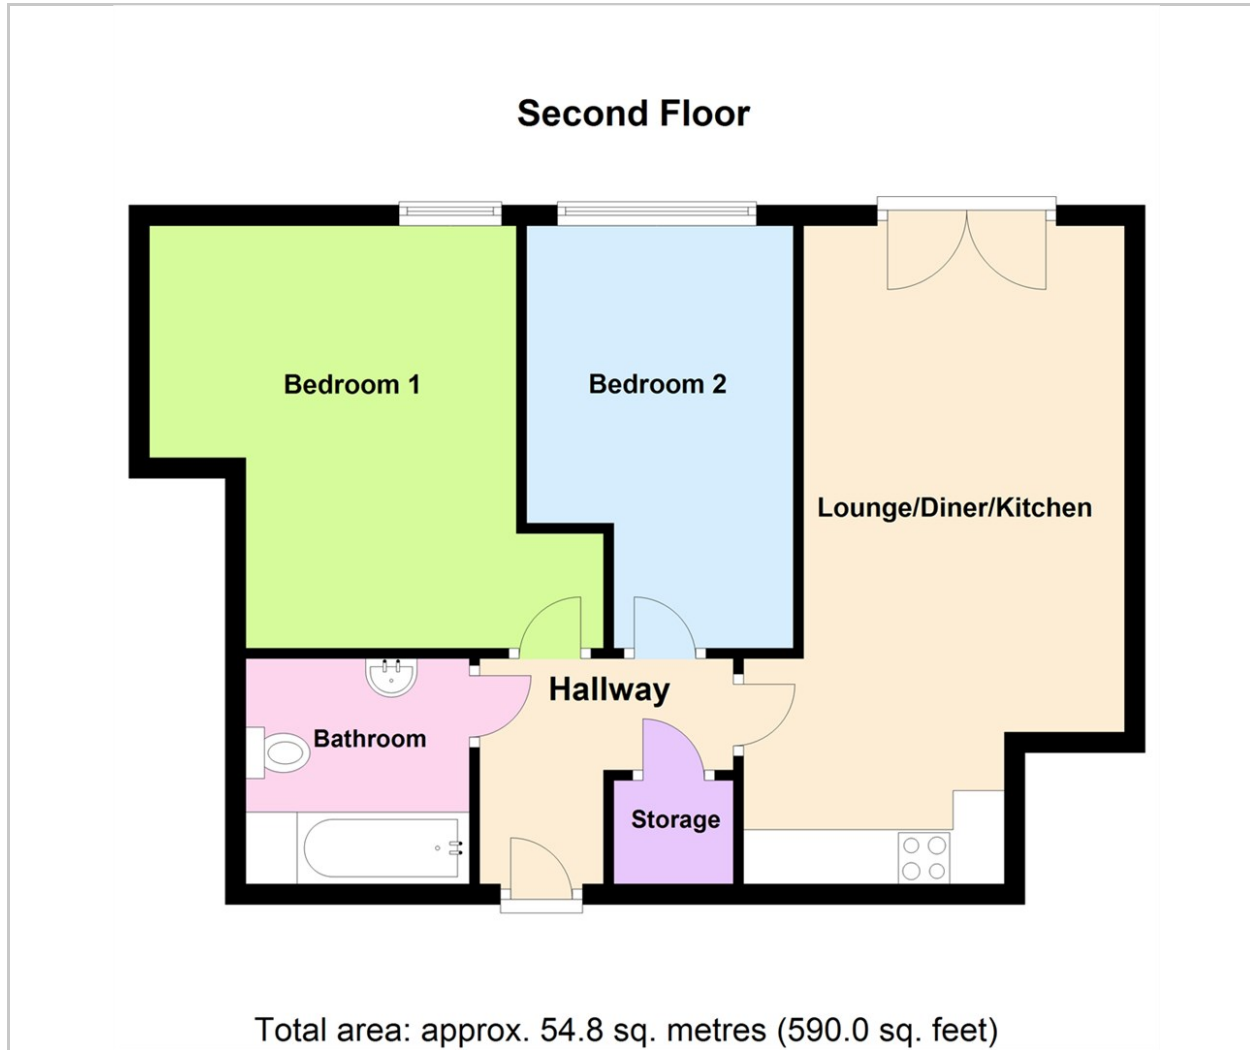 Second Floor
Bedroom 1
Bedroom 2
Lounge/Diner/Kitchen
Hallway
Bathroom
Storage
Total area: approx. 54.8 sq. metres (590.0 sq. feet)